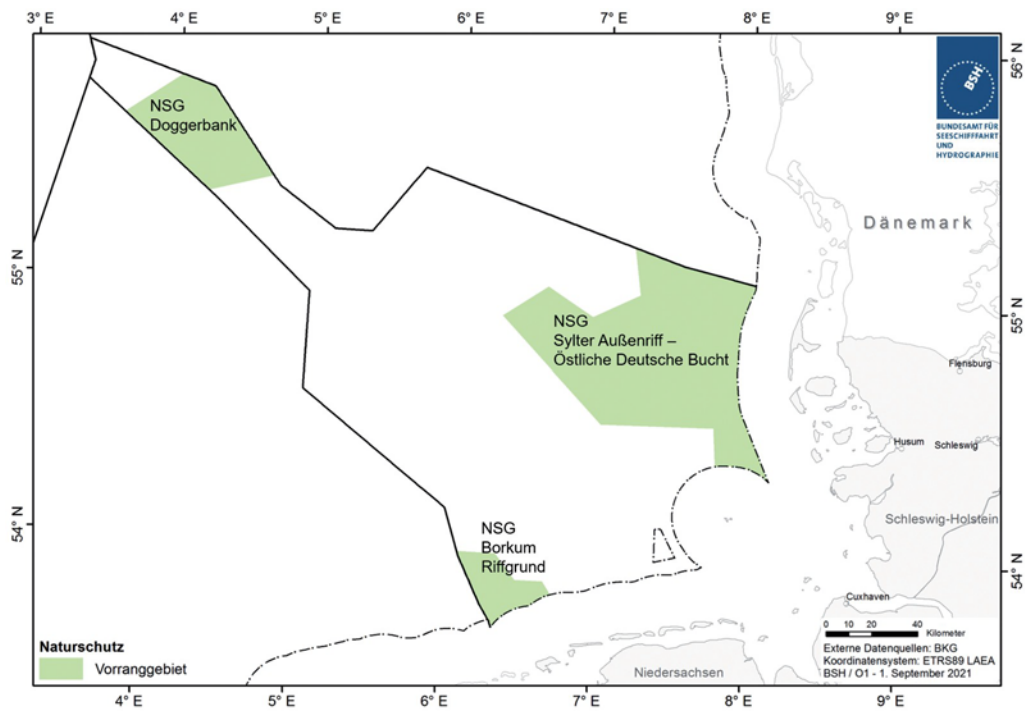 3° E
4° E
5° E
6° E
7° E
8° E
9° E
56° N
BSH
BUNDESAMT FÜR
SEESCHIFFFAHRT
UND
HYDROGRAPHIE
NSG
Doggerbank
Dänemark
55° N
55° N
NSG
Sylter Außenriff –
Östliche Deutsche Bucht
Flensburg
Husum
Schleswig
54° N
Schleswig-Holstein
NSG
Borkum
Riffgrund
54° N
Cuxhaven
0 10 20 40 Kilometer
Naturschutz
Vorranggebiet
Externe Datenquellen: BKG
Koordinatensystem: ETRS89 LAEA
BSH / O1 - 1. September 2021
Niedersachsen
4° E
5° E
6° E
7° E
8° E
9° E